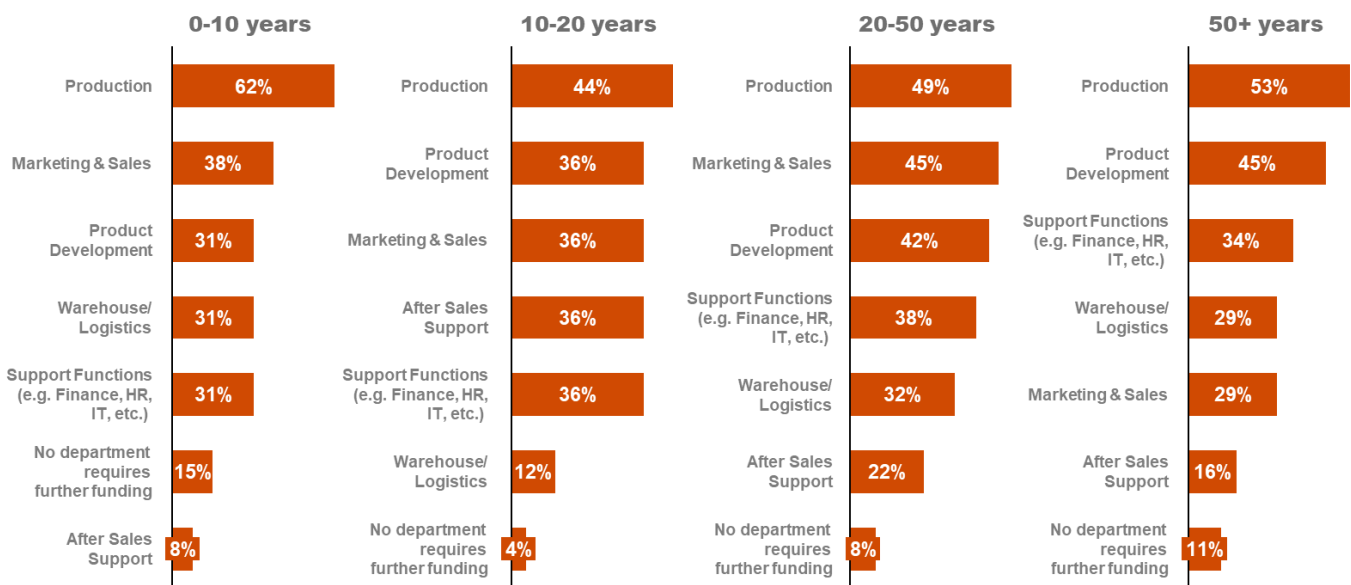 0-10 years
Production
62%
Marketing & Sales
38%
Product
Development
31%
Warehouse/
Logistics
31%
Support Functions
(e.g. Finance, HR,
IT, etc.)
31%
No department
requires
further funding
15%
After Sales
Support
8%
10-20 years
Production
44%
Product
Development
36%
Marketing & Sales
36%
After Sales
Support
36%
Support Functions
(e.g. Finance, HR,
IT, etc.)
36%
Warehouse/
Logistics
12%
No department
requires
further funding
4%
20-50 years
Production
49%
Marketing & Sales
45%
Product
Development
42%
Support Functions
(e.g. Finance, HR,
IT, etc.)
38%
Warehouse/
Logistics
32%
After Sales
Support
22%
No department
requires
further funding
8%
50+ years
Production
53%
Product
Development
45%
Support Functions
(e.g. Finance, HR,
IT, etc.)
34%
Warehouse/
Logistics
29%
Marketing & Sales
29%
After Sales
Support
16%
No department
requires
further funding
11%